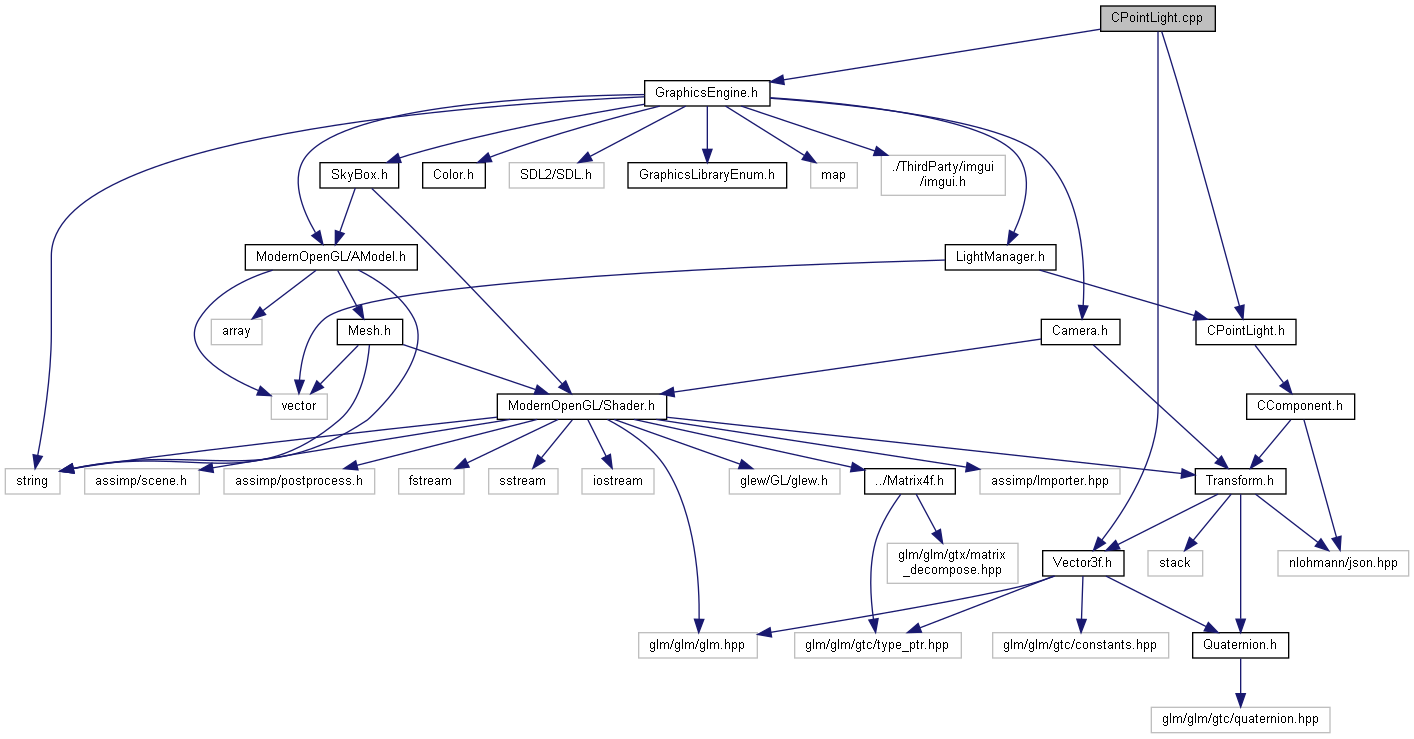 CPointLight.cpp
GraphicsEngine.h
SkyBox.h
Color.h
SDL2/SDL.h
GraphicsLibraryEnum.h
map
./ThirdParty/imgui
/imgui.h
ModernOpenGL/AModel.h
LightManager.h
array
Mesh.h
Camera.h
CPointLight.h
vector
ModernOpenGL/Shader.h
CComponent.h
string
assimp/scene.h
assimp/postprocess.h
fstream
sstream
iostream
glew/GL/glew.h
../Matrix4f.h
assimp/Importer.hpp
Transform.h
glm/glm/gtx/matrix
_decompose.hpp
Vector3f.h
stack
nlohmann/json.hpp
glm/glm/glm.hpp
glm/glm/gtc/type_ptr.hpp
glm/glm/gtc/constants.hpp
Quaternion.h
glm/glm/gtc/quaternion.hpp